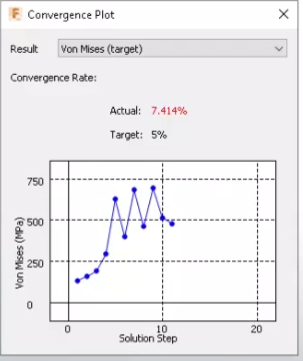 F Convergence Plot
Result Von Mises (target)
Convergence Rate:
Actual: 7.414%
Target: 5%
750
500
250
0
Von Mises (MPa)
0 10 20
Solution Step